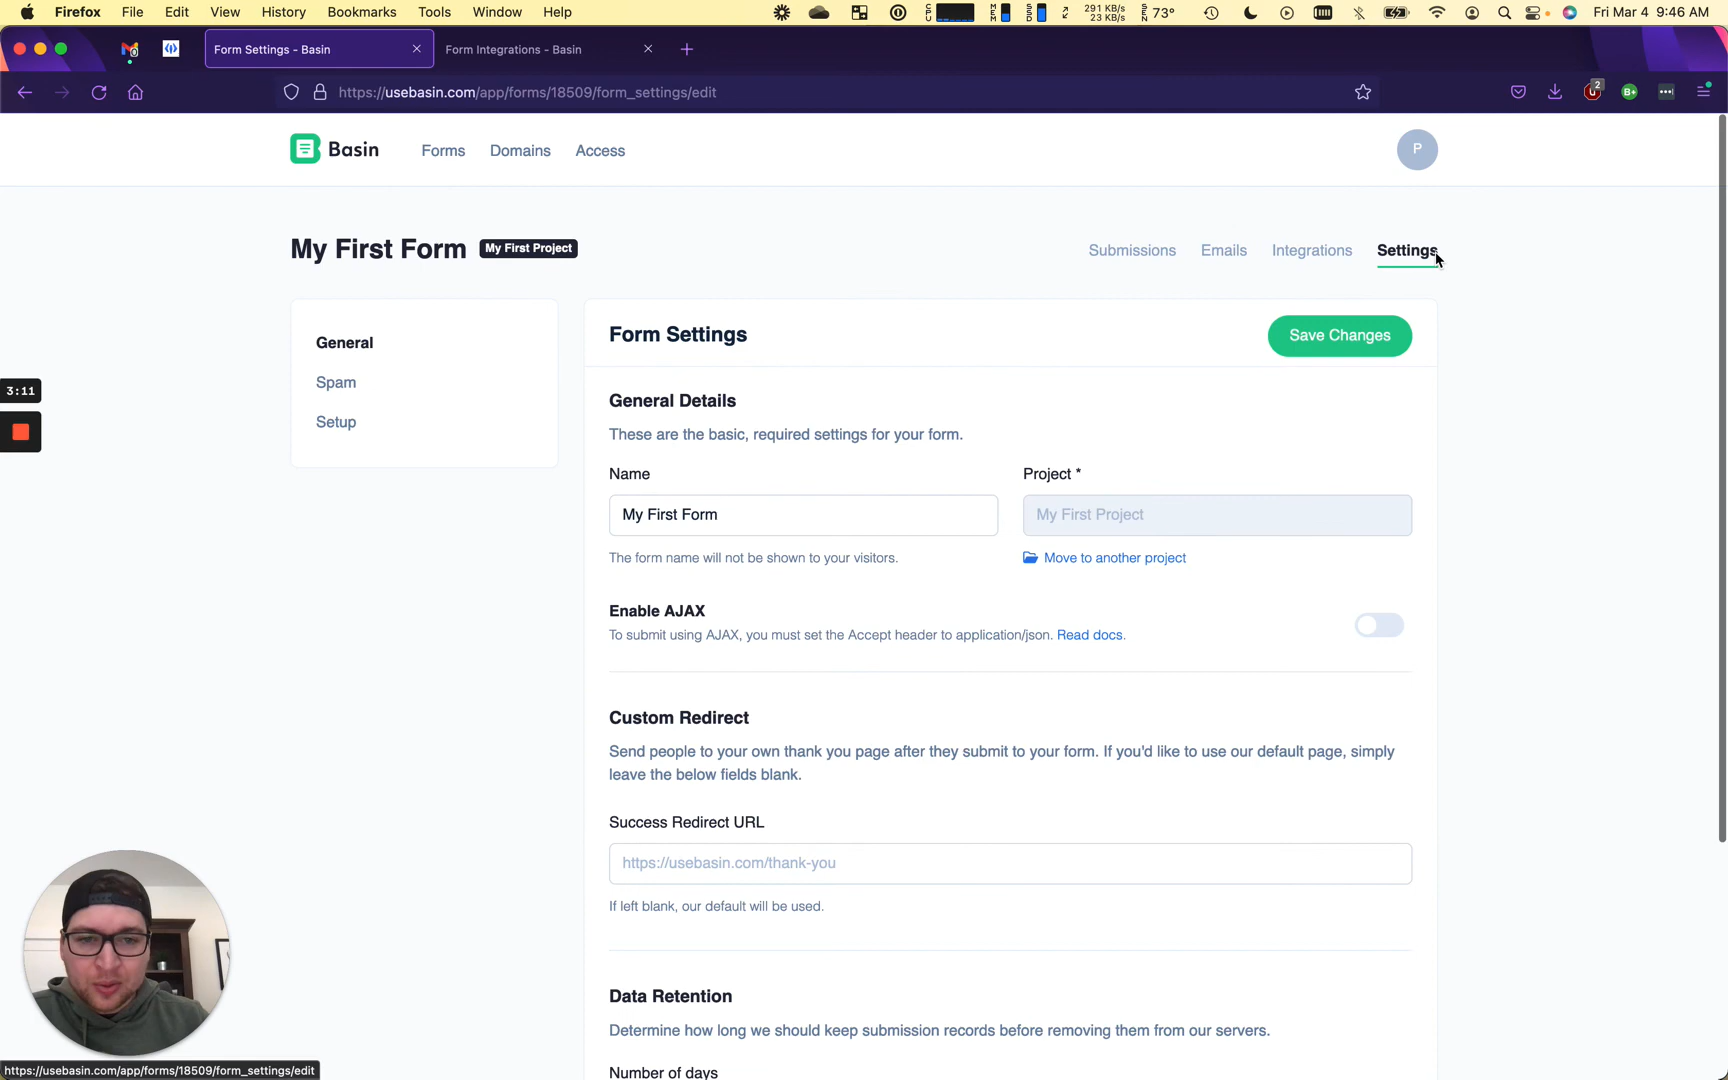 Firefox File Edit View History Bookmarks Tools Window Help
291 KB/s
23 KB/s
73°
Fri Mar 4 9:46 AM
Form Settings - Basin
Form Integrations - Basin
https://usebasin.com/app/forms/18509/form_settings/edit
2
B+
Basin
Forms Domains Access
P
My First Form My First Project
Submissions Emails Integrations Settings
General
Spam
Setup
3:11
Form Settings
Save Changes
General Details
These are the basic, required settings for your form.
Name
Project *
My First Form
My First Project
The form name will not be shown to your visitors.
Move to another project
Enable AJAX
To submit using AJAX, you must set the Accept header to application/json. Read docs.
Custom Redirect
Send people to your own thank you page after they submit to your form. If you'd like to use our default page, simply
leave the below fields blank.
Success Redirect URL
https://usebasin.com/thank-you
If left blank, our default will be used.
Data Retention
Determine how long we should keep submission records before removing them from our servers.
Number of days
https://usebasin.com/app/forms/18509/form_settings/edit